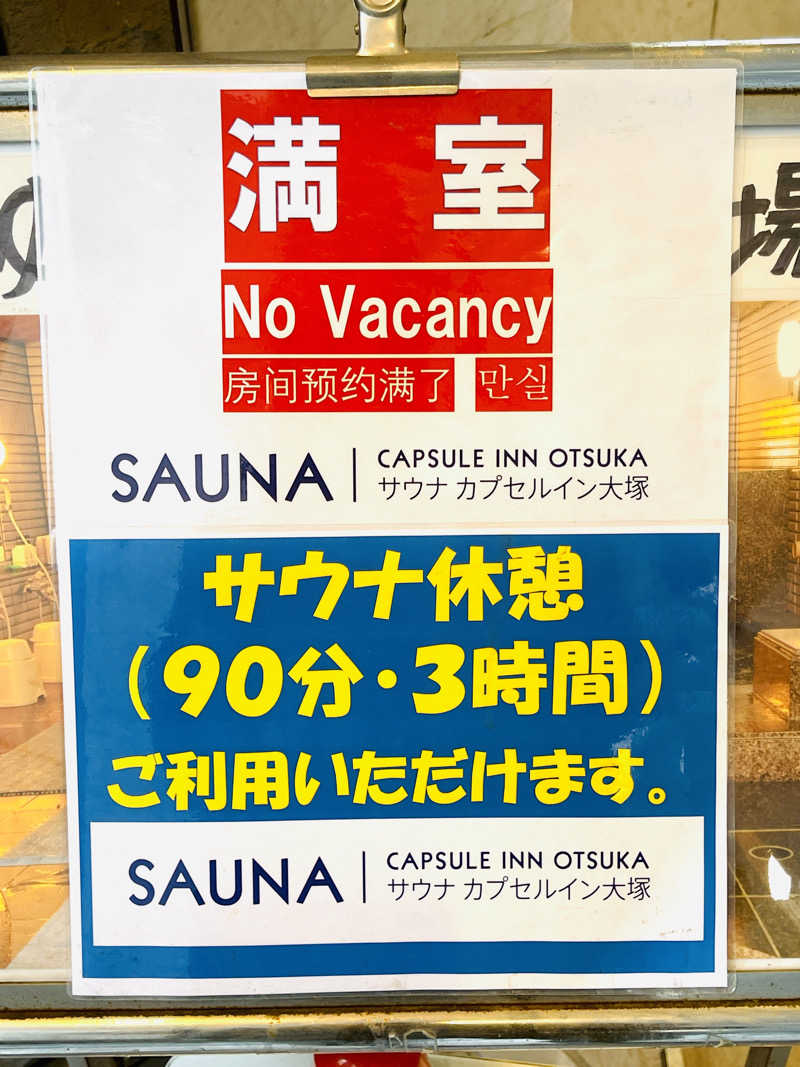 満 室
No Vacancy
房间预约满了 만실
SAUNA | CAPSULE INN OTSUKA
サウナ カプセルイン大塚
サウナ休憩
(90分・3時間)
ご利用いただけます。
SAUNA | CAPSULE INN OTSUKA
サウナ カプセルイン大塚
場